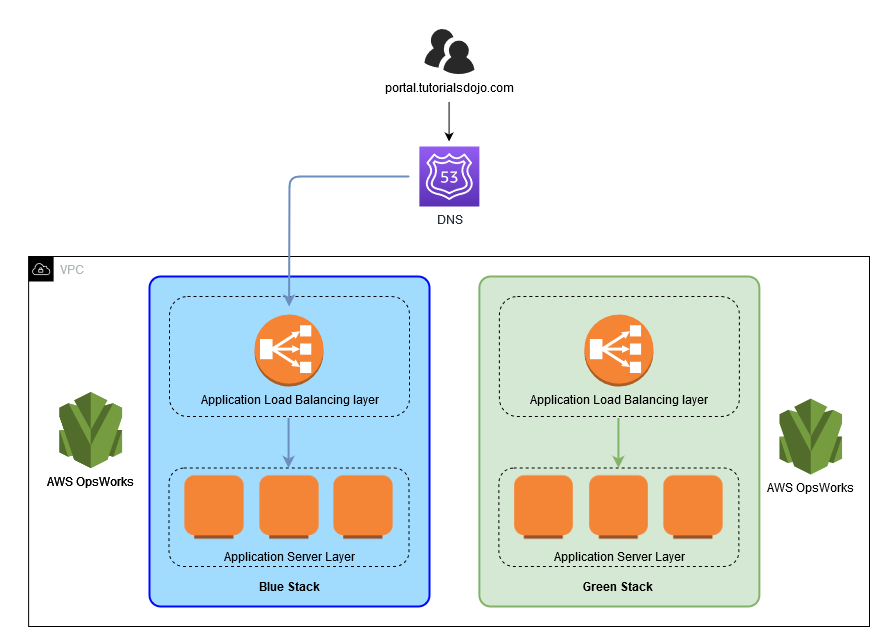 portal.tutorialsdojo.com
53
DNS
VPC
Application Load Balancing layer
Application Load Balancing layer
AWS OpsWorks
AWS OpsWorks
Application Server Layer
Application Server Layer
Blue Stack
Green Stack